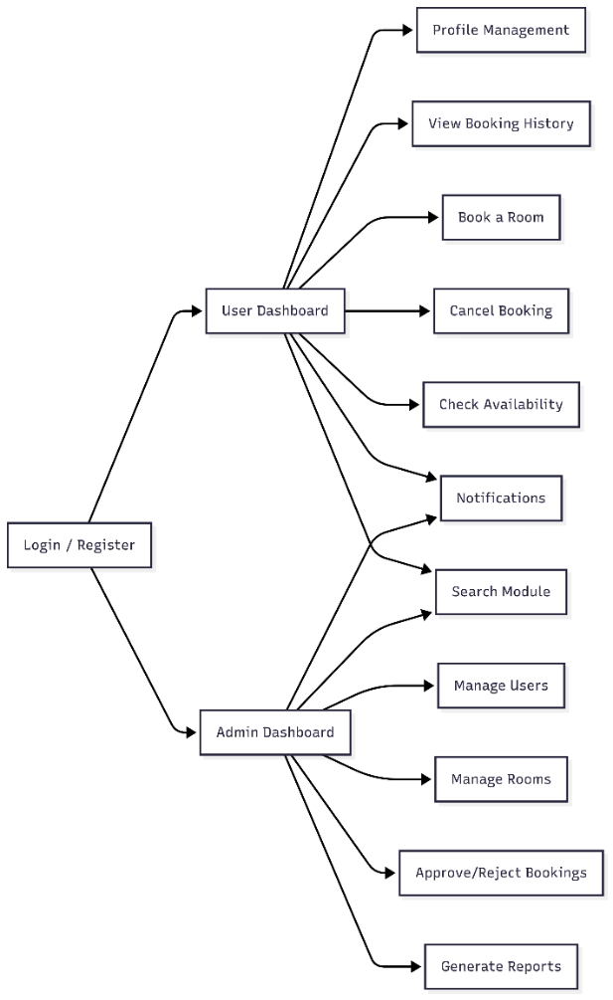 Profile Management
View Booking History
Book a Room
User Dashboard
Cancel Booking
Check Availability
Notifications
Login / Register
Search Module
Manage Users
Admin Dashboard
Manage Rooms
Approve/Reject Bookings
Generate Reports